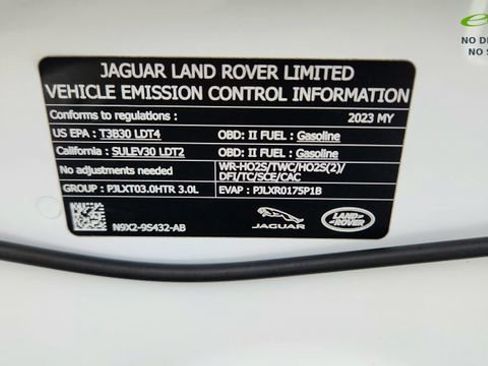 NO D
NO S
JAGUAR LAND ROVER LIMITED
VEHICLE EMISSION CONTROL INFORMATION
Conforms to regulations : 2023 MY
US EPA : T3B30 LDT4 OBD: II FUEL : Gasoline
California : SULEV30 LDT2 OBD: II FUEL : Gasoline
No adjustments needed WR-HO2S/TWC/HO2S(2)/
DFI/TC/SCE/CAC
GROUP : PJLXT03.0HTR 3.0L EVAP : PJLXR0175P1B
N9X2-9S432-AB
JAGUAR
LAND
ROVER